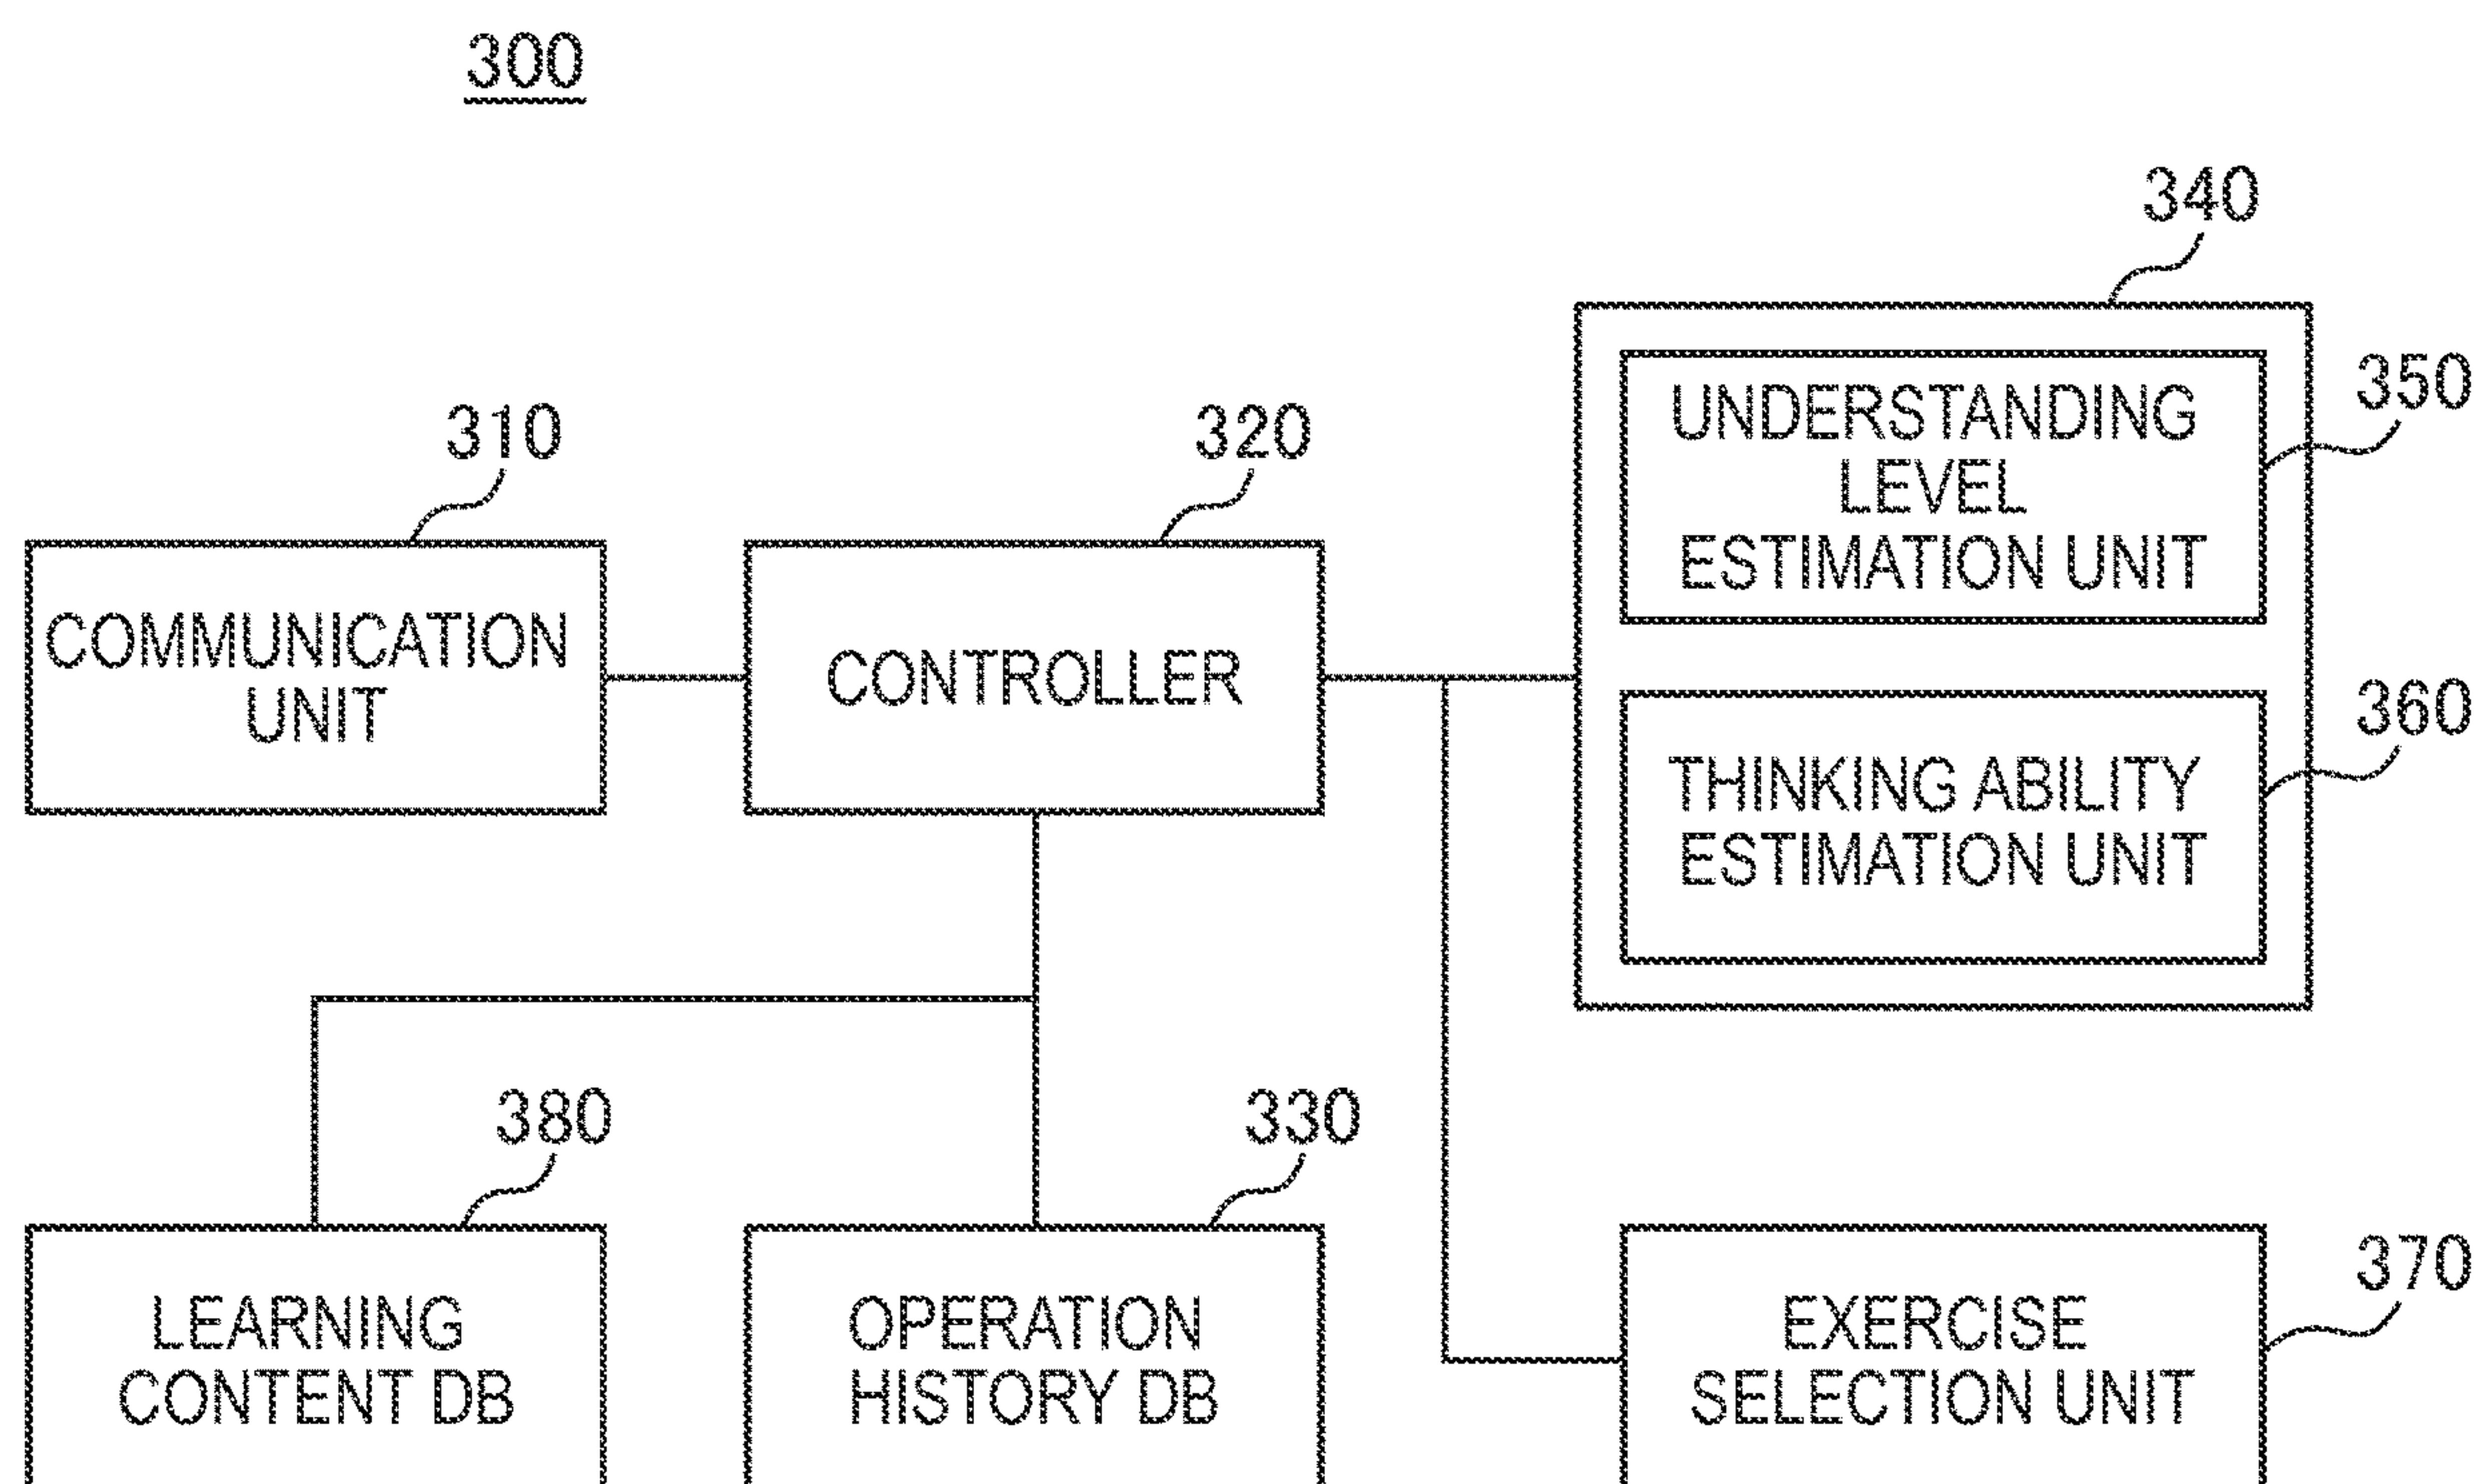 300
340
UNDERSTANDING
LEVEL
ESTIMATION UNIT
350
310
COMMUNICATION
UNIT
320
CONTROLLER
THINKING ABILITY
ESTIMATION UNIT
360
380
LEARNING
CONTENT DB
330
OPERATION
HISTORY DB
EXERCISE
SELECTION UNIT
370